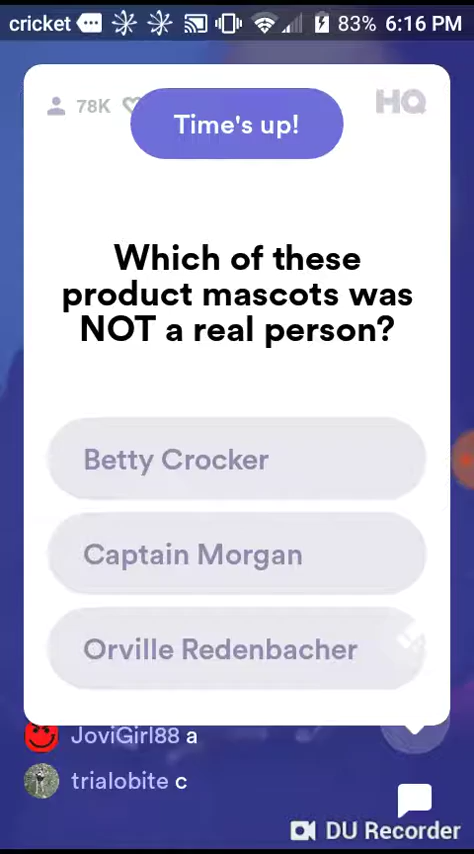 cricket 83% 6:16 PM
78K HQ
Time's up!
Which of these
product mascots was
NOT a real person?
Betty Crocker
Captain Morgan
Orville Redenbacher
JoviGirl88 a
trialobite c
DU Recorder